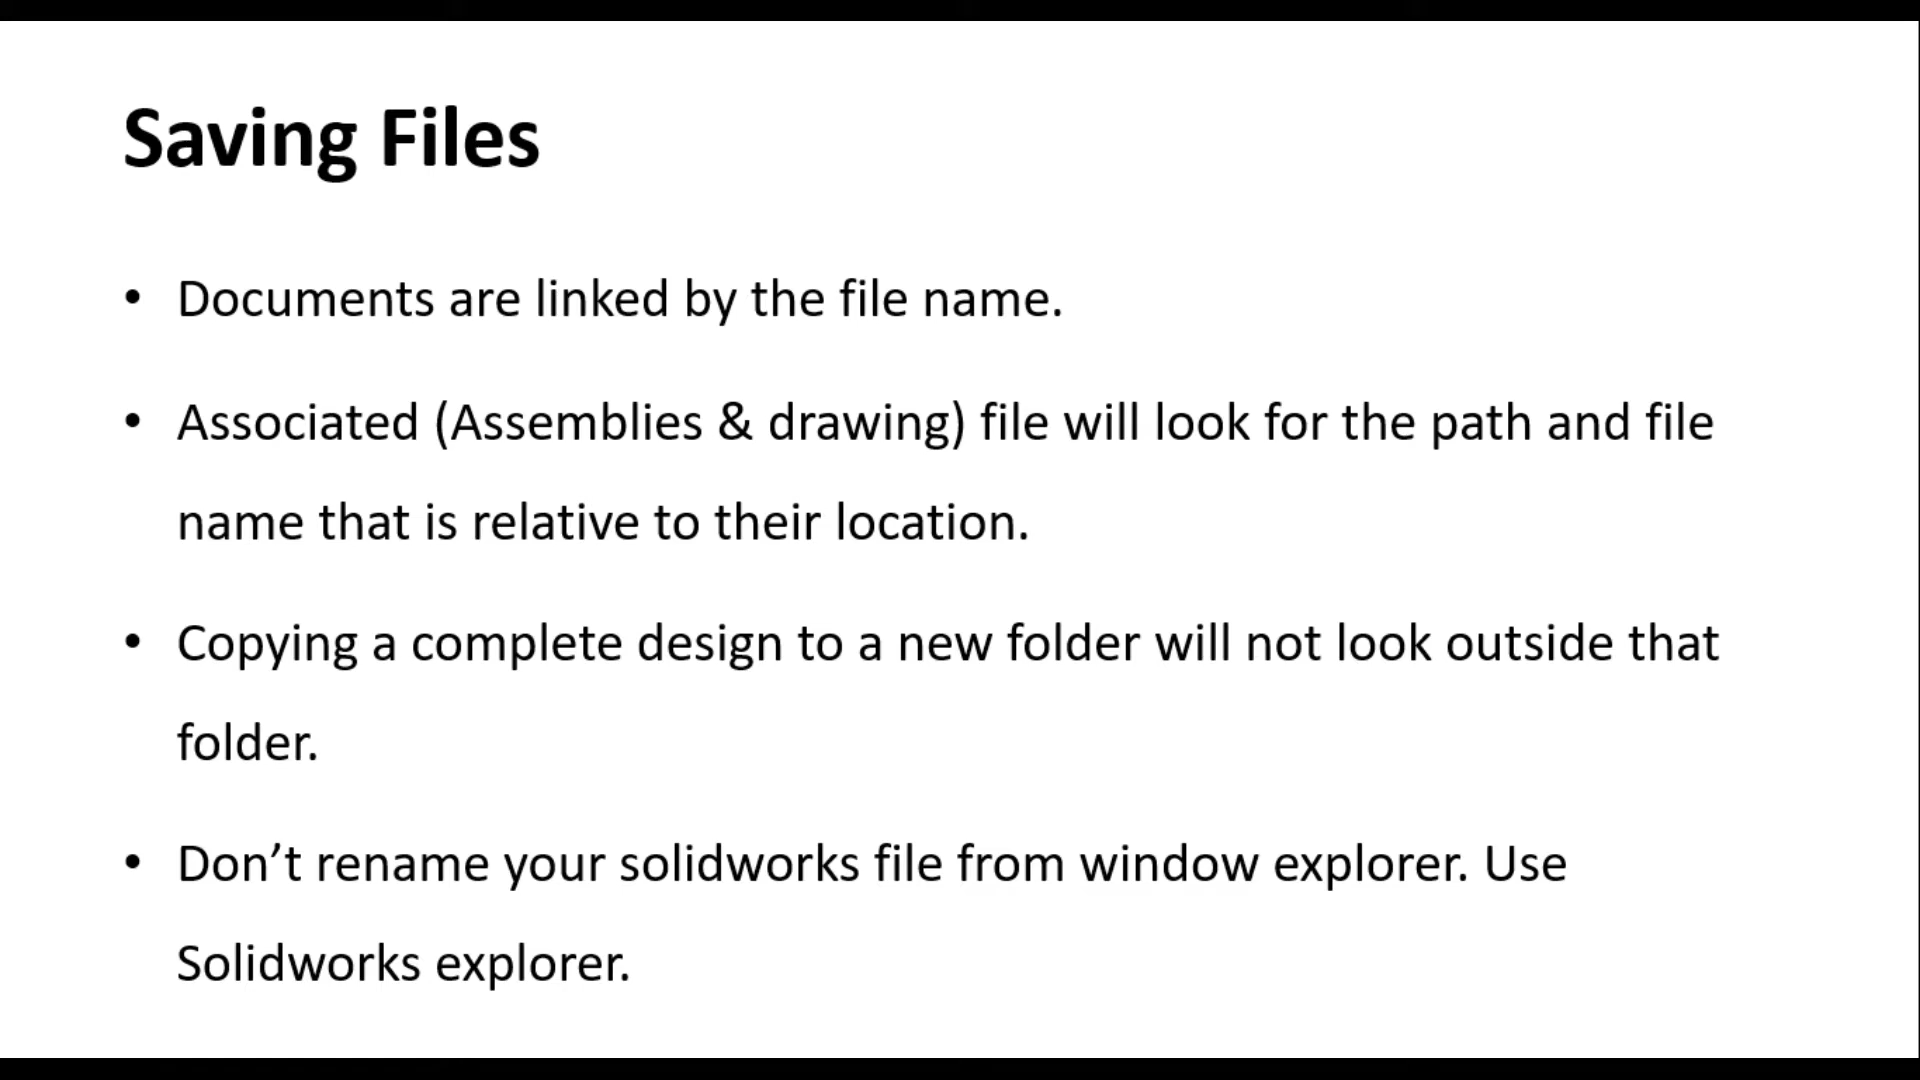 Saving Files
• Documents are linked by the file name.
• Associated (Assemblies & drawing) file will look for the path and file
name that is relative to their location.
• Copying a complete design to a new folder will not look outside that
folder.
• Don’t rename your solidworks file from window explorer. Use
Solidworks explorer.